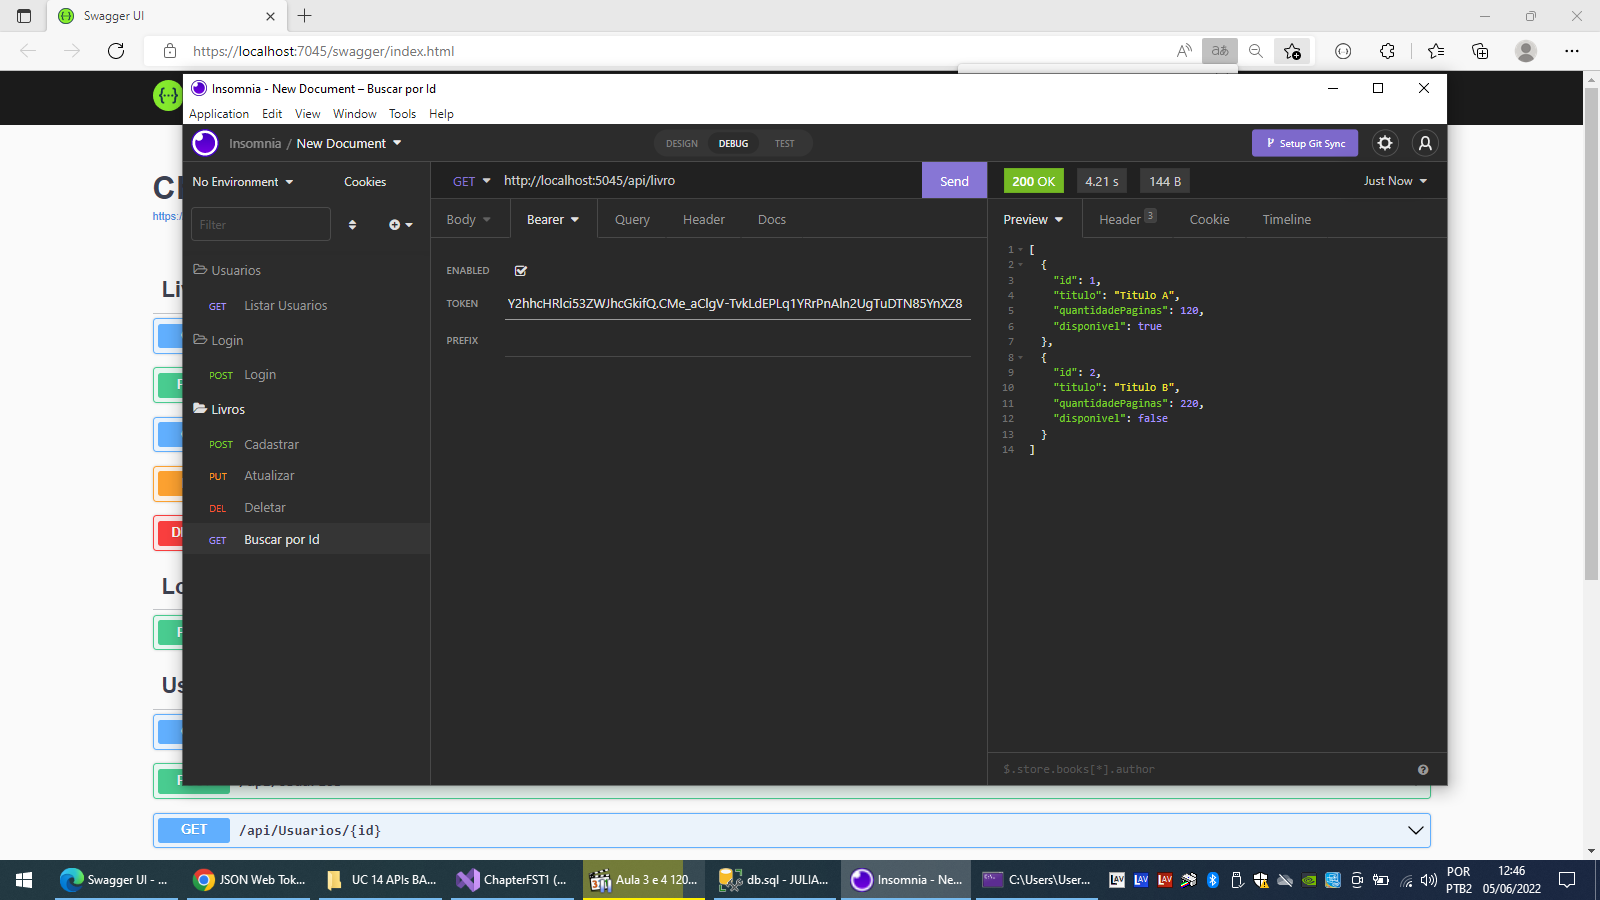 Swagger UI
https://localhost:7045/swagger/index.html
Insomnia - New Document – Buscar por Id
Application Edit View Window Tools Help
Insomnia / New Document
DESIGN DEBUG TEST
Setup Git Sync
No Environment Cookies
GET http://localhost:5045/api/livro Send
200 OK 4.21 s 144 B Just Now
Filter
Body Bearer Query Header Docs
Preview Header 3 Cookie Timeline
Usuarios
GET Listar Usuarios
Login
POST Login
Livros
POST Cadastrar
PUT Atualizar
DEL Deletar
GET Buscar por Id
ENABLED
TOKEN Y2hhcHRlci53ZWJhcGkifQ.CMe_aClgV-TvkLdEPLq1YRrPnAln2UgTuDTN85YnXZ8
PREFIX
1 [
2 {
3 "id": 1,
4 "titulo": "Titulo A",
5 "quantidadePaginas": 120,
6 "disponivel": true
7 },
8 {
9 "id": 2,
10 "titulo": "Titulo B",
11 "quantidadePaginas": 220,
12 "disponivel": false
13 }
14 ]
$.store.books[*].author
https:/
GET /api/Usuarios/{id}
Swagger UI - ...
JSON Web Tok...
UC 14 APIs BA...
ChapterFST1 (...
Aula 3 e 4 120...
db.sql - JULIA...
Insomnia - Ne...
C:\Users\User...
POR
PTB2
12:46
05/06/2022